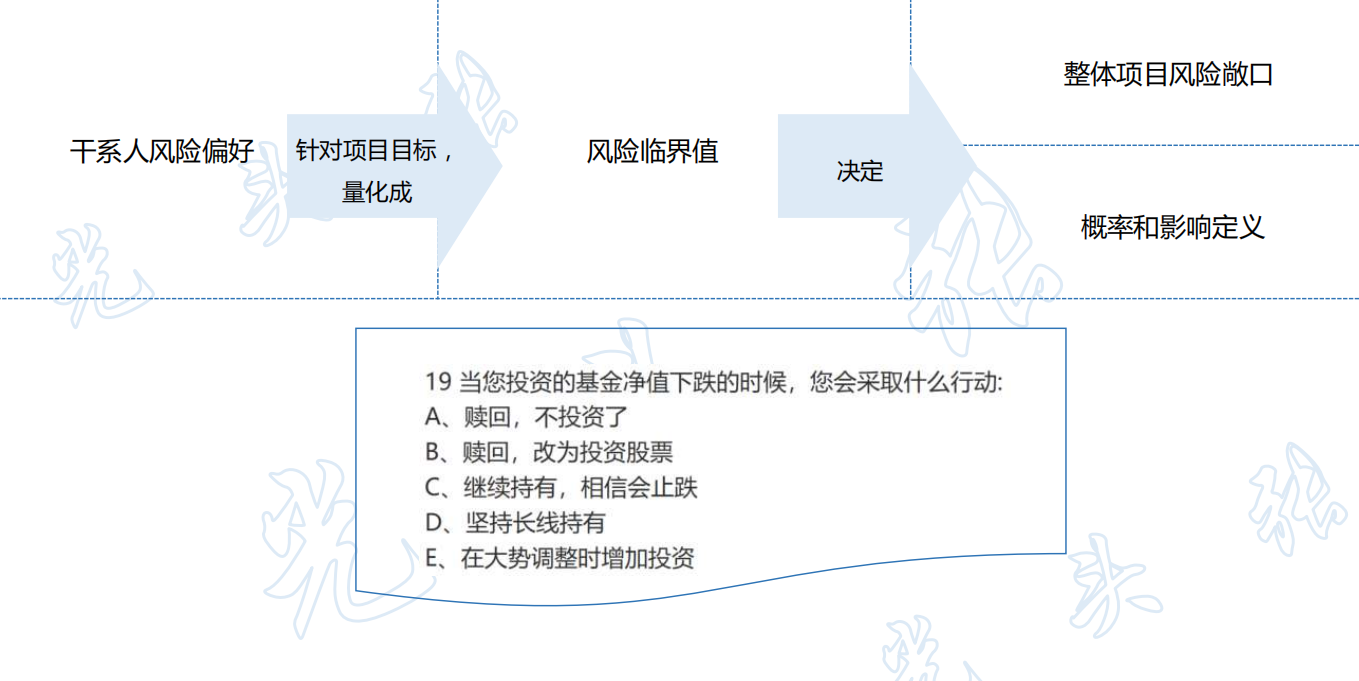 干系人风险偏好
针对项目目标，
量化成
风险临界值
决定
整体项目风险敞口
概率和影响定义
19 当您投资的基金净值下跌的时候，您会采取什么行动:
A、赎回，不投资了
B、赎回，改为投资股票
C、继续持有，相信会止跌
D、坚持长线持有
E、在大势调整时增加投资